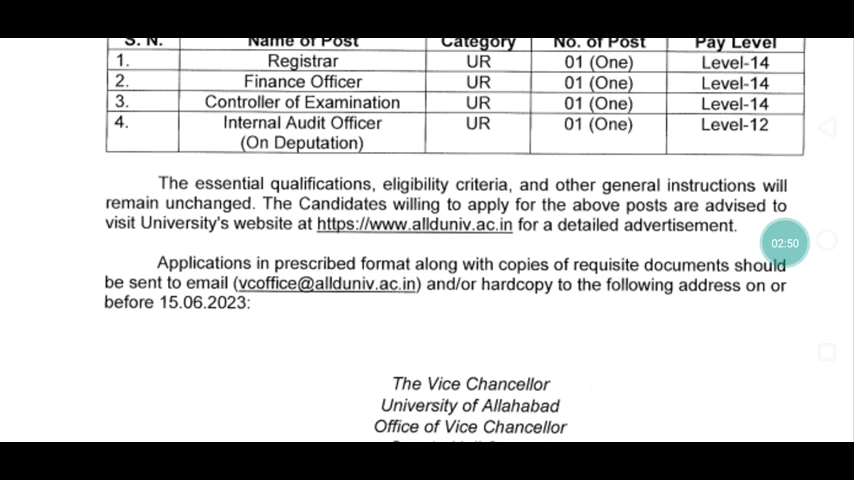 S. N. Name of Post Category No. of Post Pay Level
1. Registrar UR 01 (One) Level-14
2. Finance Officer UR 01 (One) Level-14
3. Controller of Examination UR 01 (One) Level-14
4. Internal Audit Officer UR 01 (One) Level-12
(On Deputation)
The essential qualifications, eligibility criteria, and other general instructions will
remain unchanged. The Candidates willing to apply for the above posts are advised to
visit University's website at https://www.allduniv.ac.in for a detailed advertisement.
02:50
Applications in prescribed format along with copies of requisite documents should
be sent to email (vcoffice@allduniv.ac.in) and/or hardcopy to the following address on or
before 15.06.2023:
The Vice Chancellor
University of Allahabad
Office of Vice Chancellor